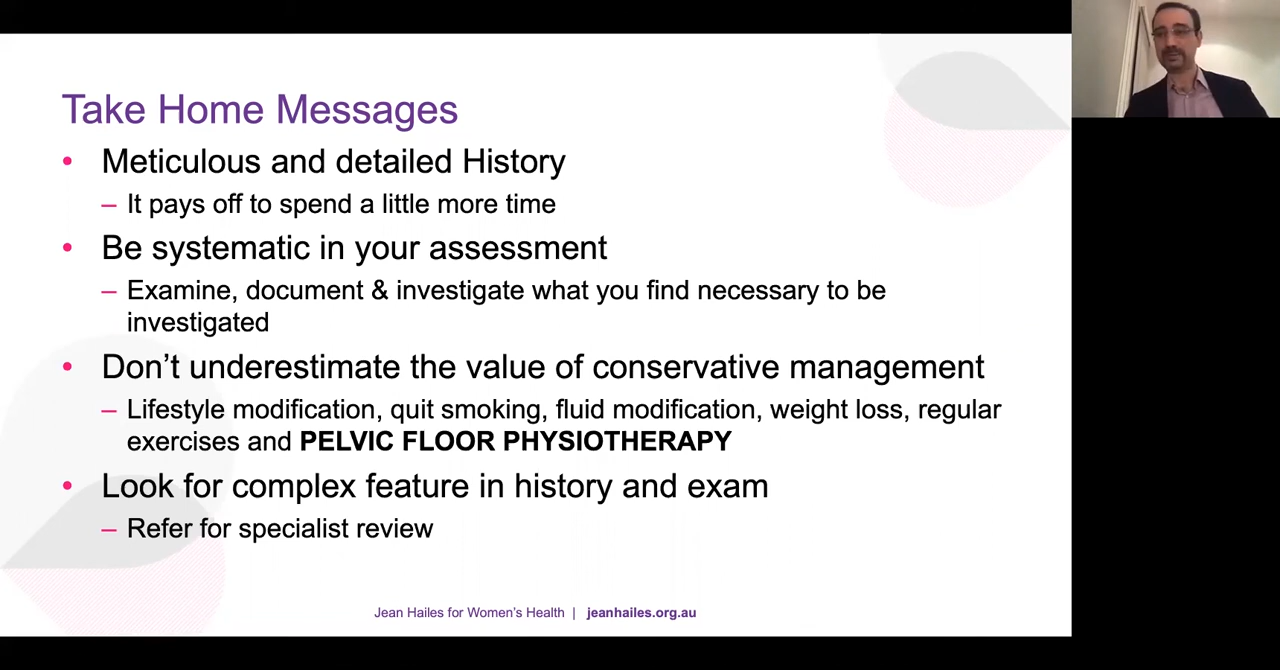 Take Home Messages
• Meticulous and detailed History
– It pays off to spend a little more time
• Be systematic in your assessment
– Examine, document & investigate what you find necessary to be
investigated
• Don’t underestimate the value of conservative management
– Lifestyle modification, quit smoking, fluid modification, weight loss, regular
exercises and PELVIC FLOOR PHYSIOTHERAPY
• Look for complex feature in history and exam
– Refer for specialist review
Jean Hailes for Women’s Health | jeanhailes.org.au